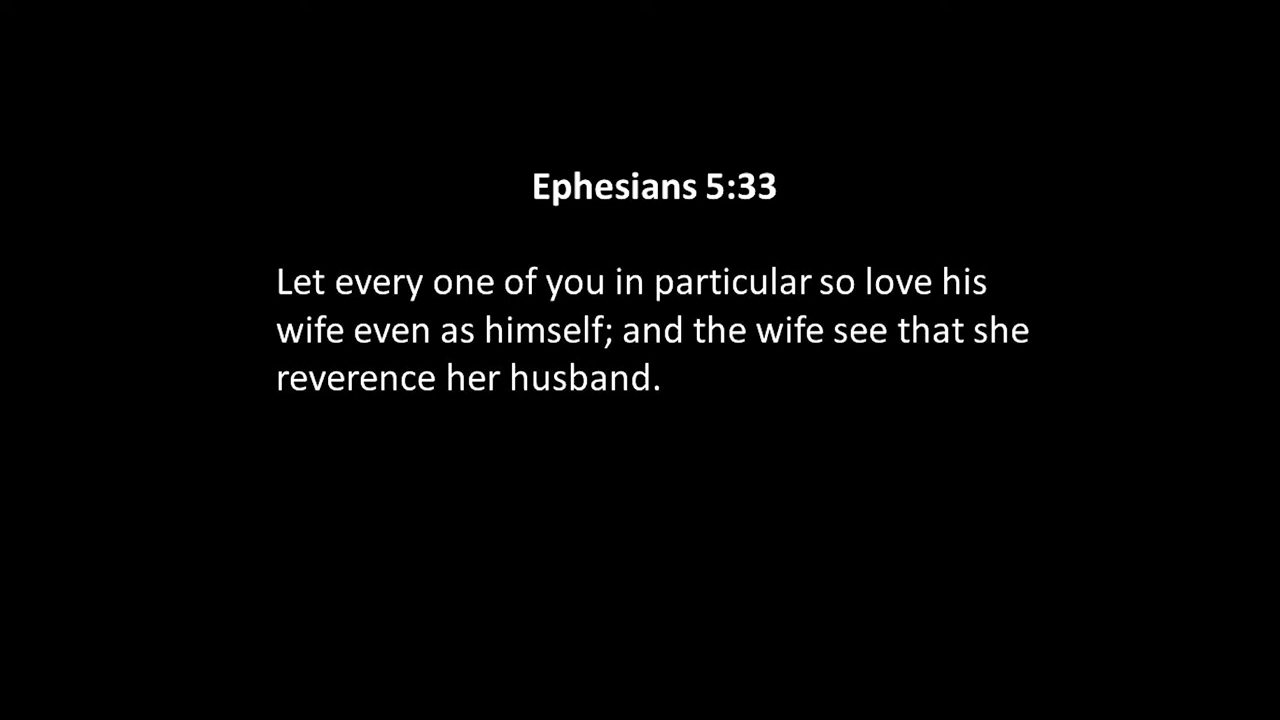 Ephesians 5:33
Let every one of you in particular so love his
wife even as himself; and the wife see that she
reverence her husband.